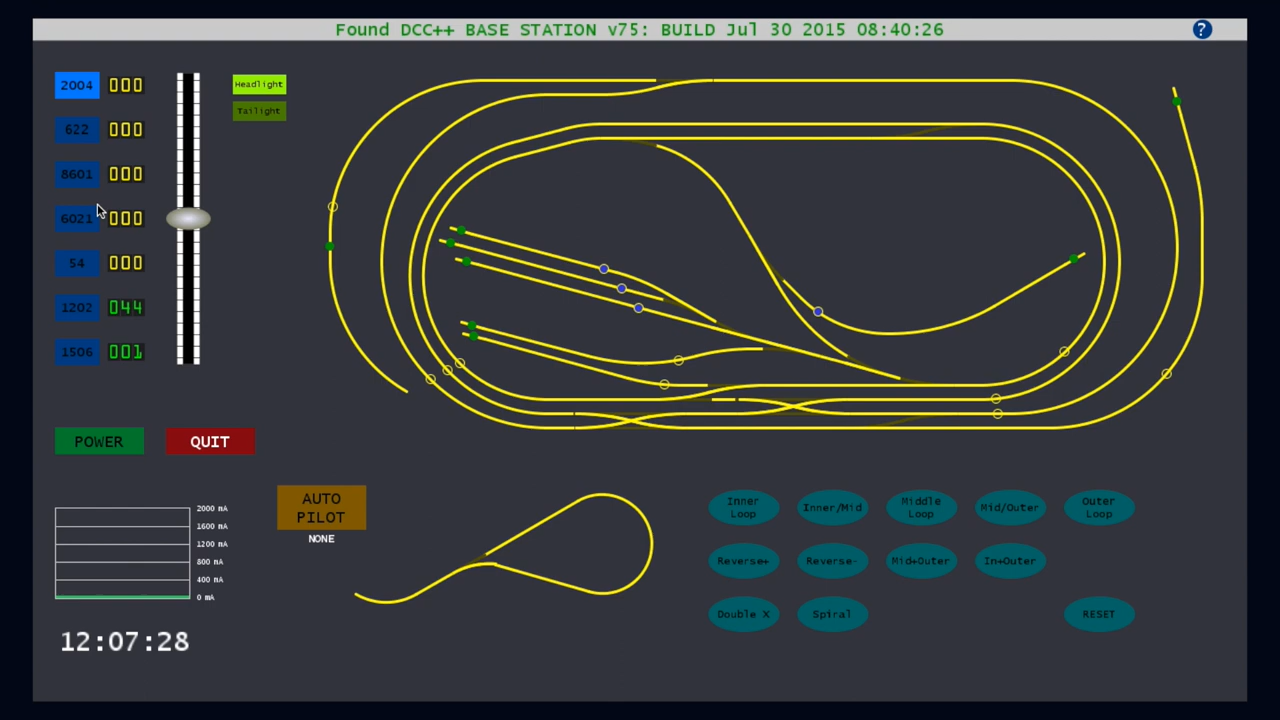 Found DCC++ BASE STATION v75: BUILD Jul 30 2015 08:40:26
?
2004 000
622 000
8601 000
6021 000
54 000
1202 044
1506 001
Headlight
Tailight
POWER
QUIT
2000 mA
1600 mA
1200 mA
800 mA
400 mA
0 mA
12:07:28
AUTO
PILOT
NONE
Inner
Loop
Inner/Mid
Middle
Loop
Mid/Outer
Outer
Loop
Reverse+
Reverse-
Mid+Outer
In+Outer
Double X
Spiral
RESET